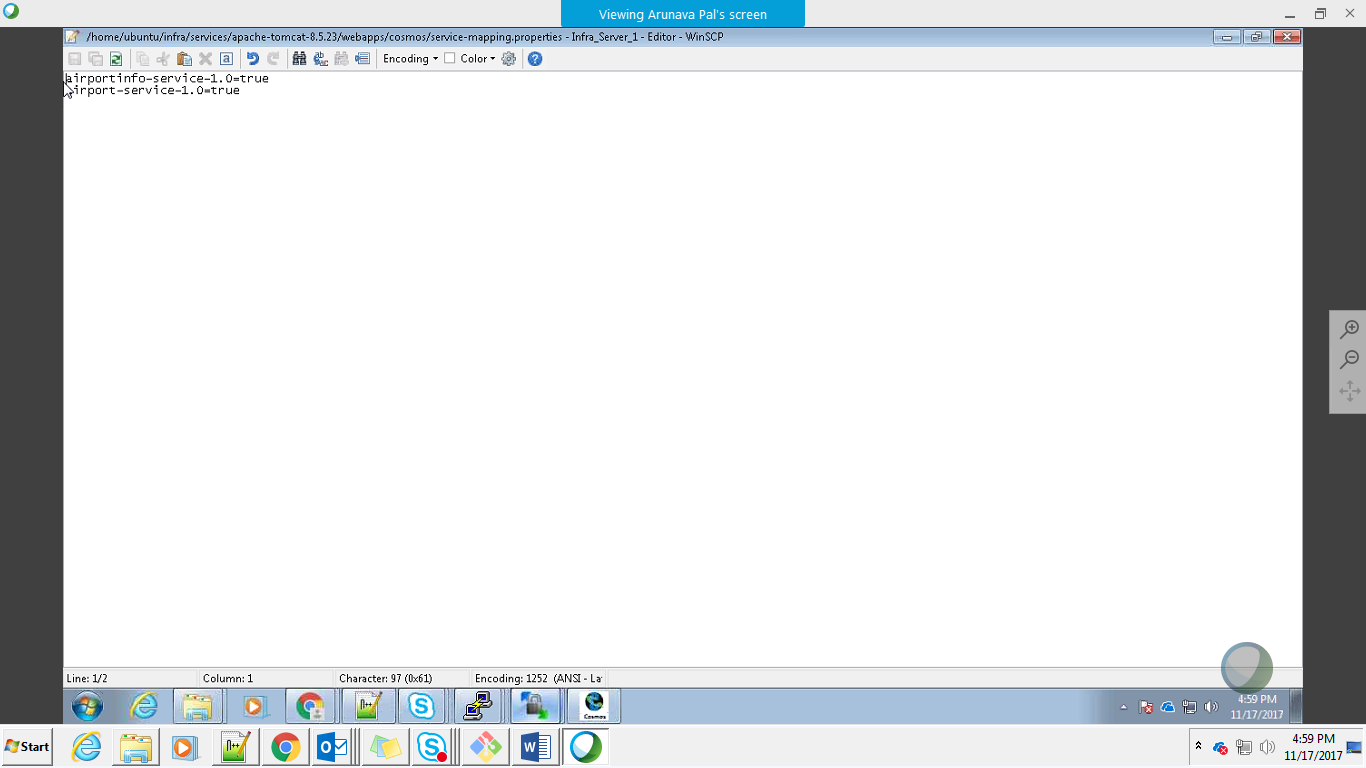 Viewing Arunava Pal's screen
/home/ubuntu/infra/services/apache-tomcat-8.5.23/webapps/cosmos/service-mapping.properties - Infra_Server_1 - Editor - WinSCP
Encoding Color
airportinfo-service-1.0=true
airport-service-1.0=true
Line: 1/2 Column: 1 Character: 97 (0x61) Encoding: 1252 (ANSI - La
Cosmos
4:59 PM
11/17/2017
Start
4:59 PM
11/17/2017